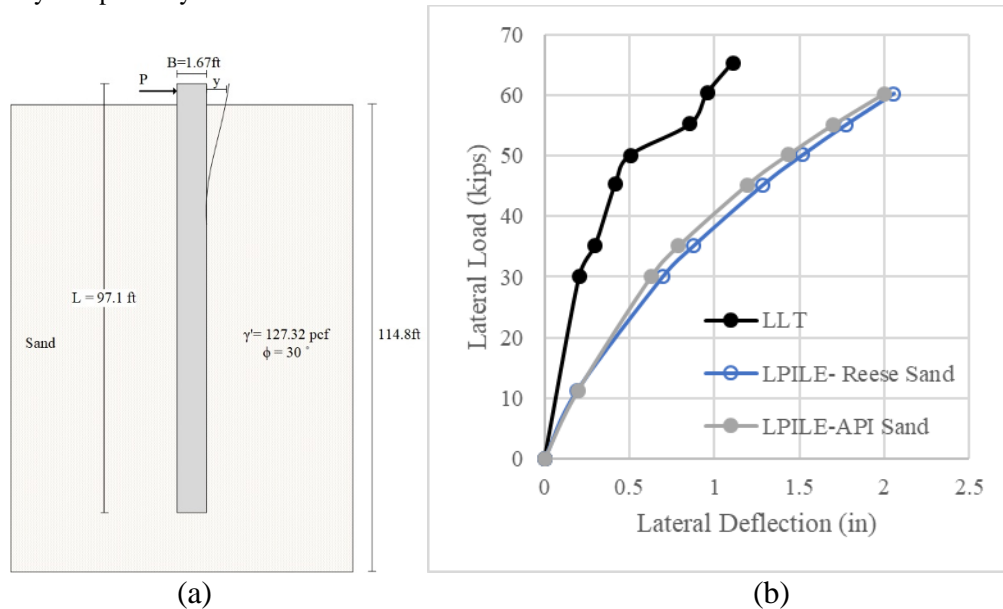 B=1.67ft
P
y
L = 97.1 ft
Sand
γ'= 127.32 pcf
ϕ = 30 °
114.8ft
(a)
Lateral Load (kips)
70
60
50
40
30
20
10
0
0
0.5
1
1.5
2
2.5
Lateral Deflection (in)
LLT
LPILE- Reese Sand
LPILE-API Sand
(b)